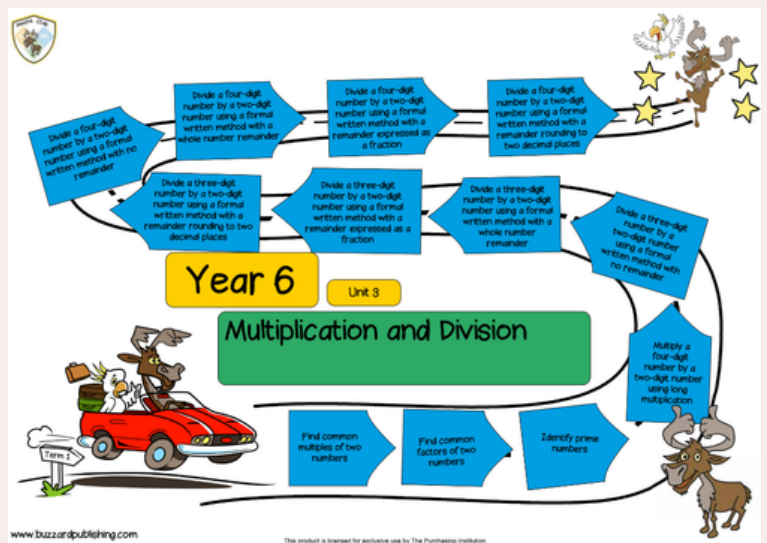 Divide a four-digit
number by a two-digit
number using a formal
written method with no
remainder
Divide a four-digit
number by a two-digit
number using a formal
written method with a
whole number remainder
Divide a four-digit
number by a two-digit
number using a formal
written method with a
remainder expressed as
a fraction
Divide a four-digit
number by a two-digit
number using a formal
written method with a
remainder rounding to
two decimal places
Divide a three-digit
number by a two-digit
number using a formal
written method with a
remainder rounding to two
decimal places
Divide a three-digit
number by a two-digit
number using a formal
written method with a
remainder expressed as a
fraction
Divide a three-digit
number by a two-digit
number using a formal
written method with a
whole number
remainder
Divide a three-digit
number by a
two-digit number
using a formal
written method with
no remainder
Year 6
Unit 3
Multiplication and Division
Multiply a
four-digit
number by a
two-digit number
using long
multiplication
Find common
multiples of two
numbers
Find common
factors of two
numbers
Identify prime
numbers
Term 1
www.buzzardpublishing.com
This product is licensed for exclusive use by The Purchasing Institution